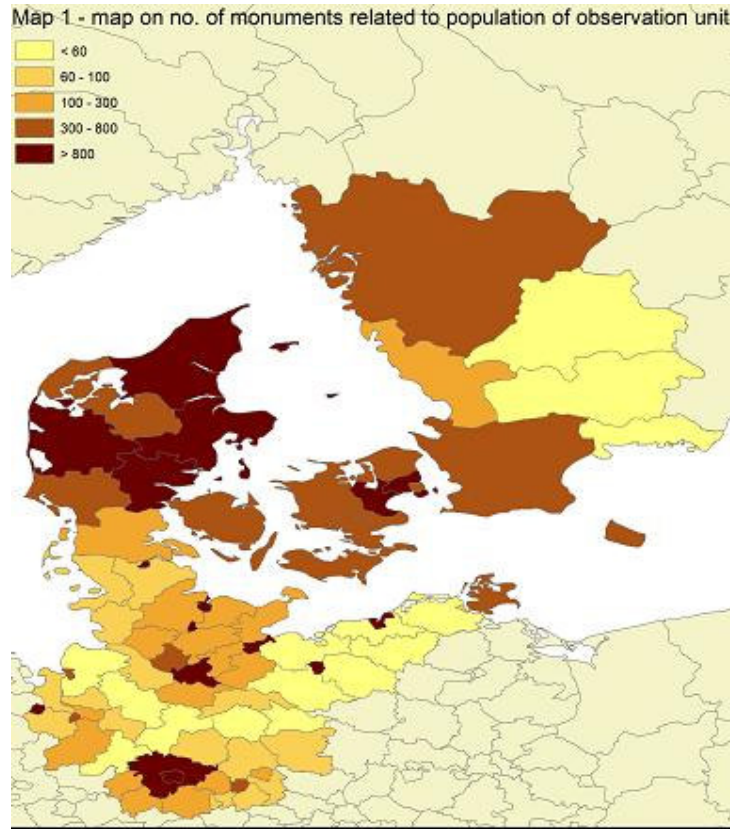 Map 1 - map on no. of monuments related to population of observation unit
< 60
60 - 100
100 - 300
300 - 800
> 800